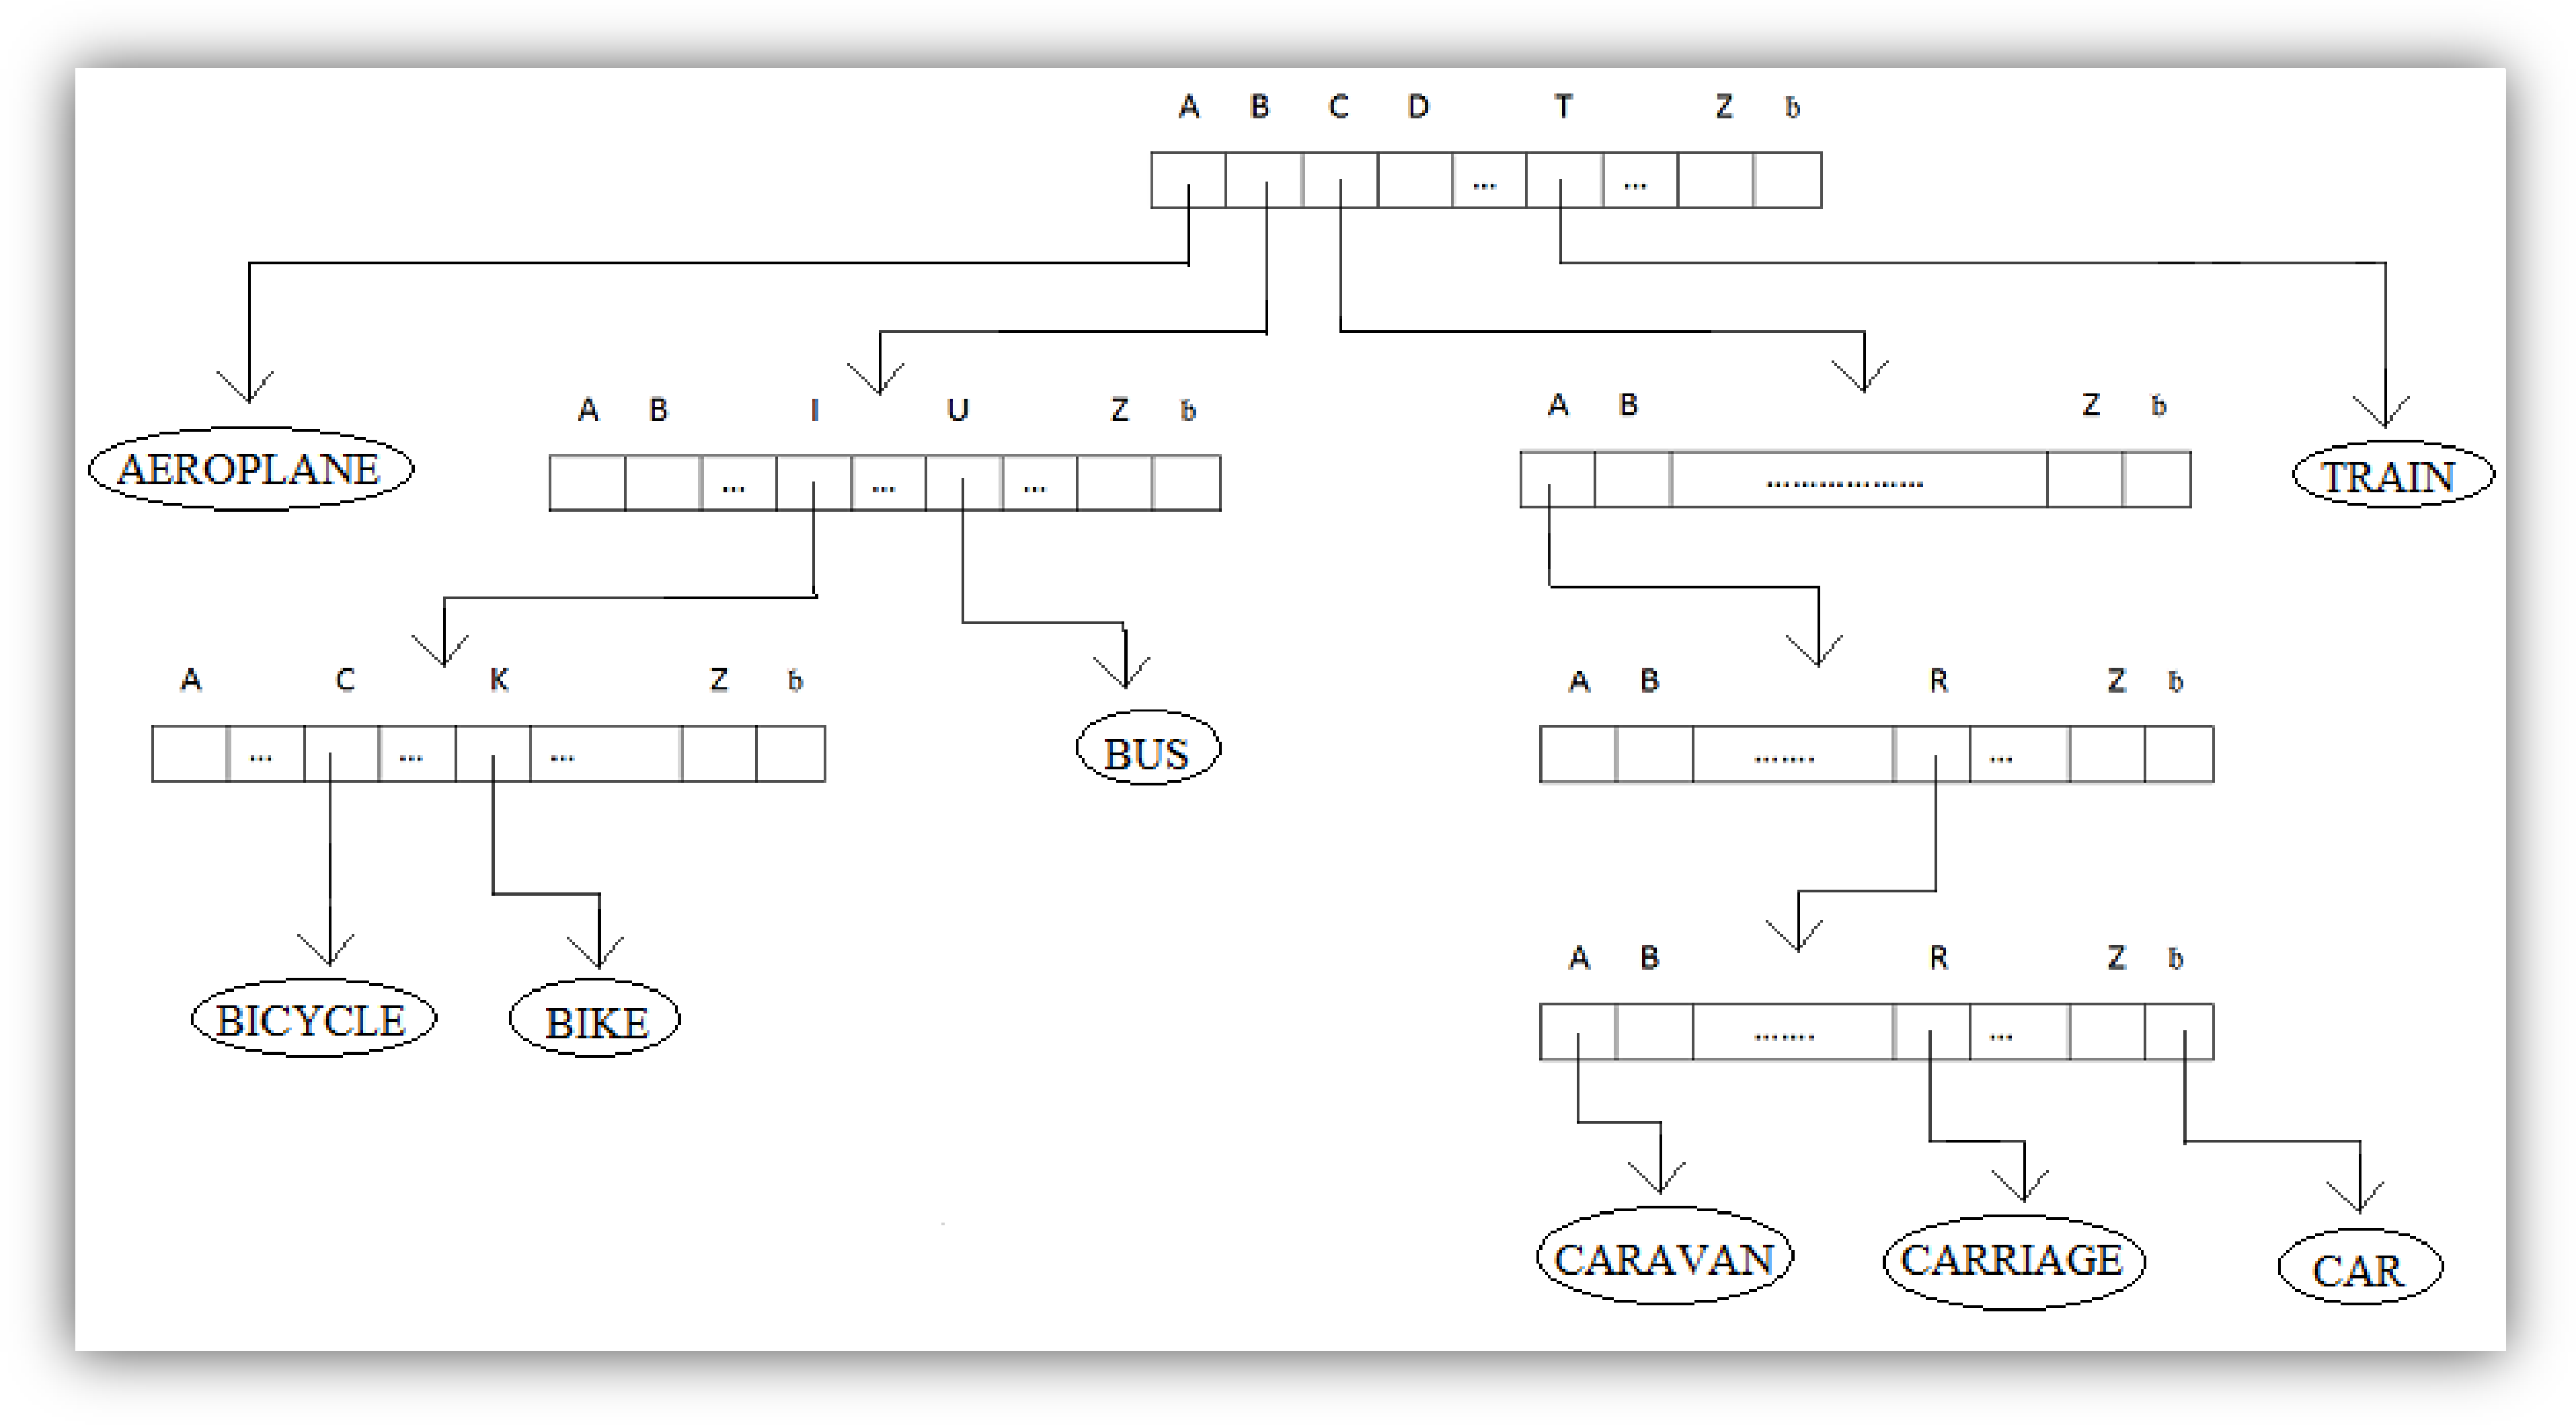 A B C D T Z ␢
... ...
A B I U Z ␢
... ... ...
A B Z ␢
..................
AEROPLANE
TRAIN
A C K Z ␢
... ... ...
BUS
A B R Z ␢
....... ...
BICYCLE
BIKE
A B R Z ␢
....... ...
CARAVAN
CARRIAGE
CAR